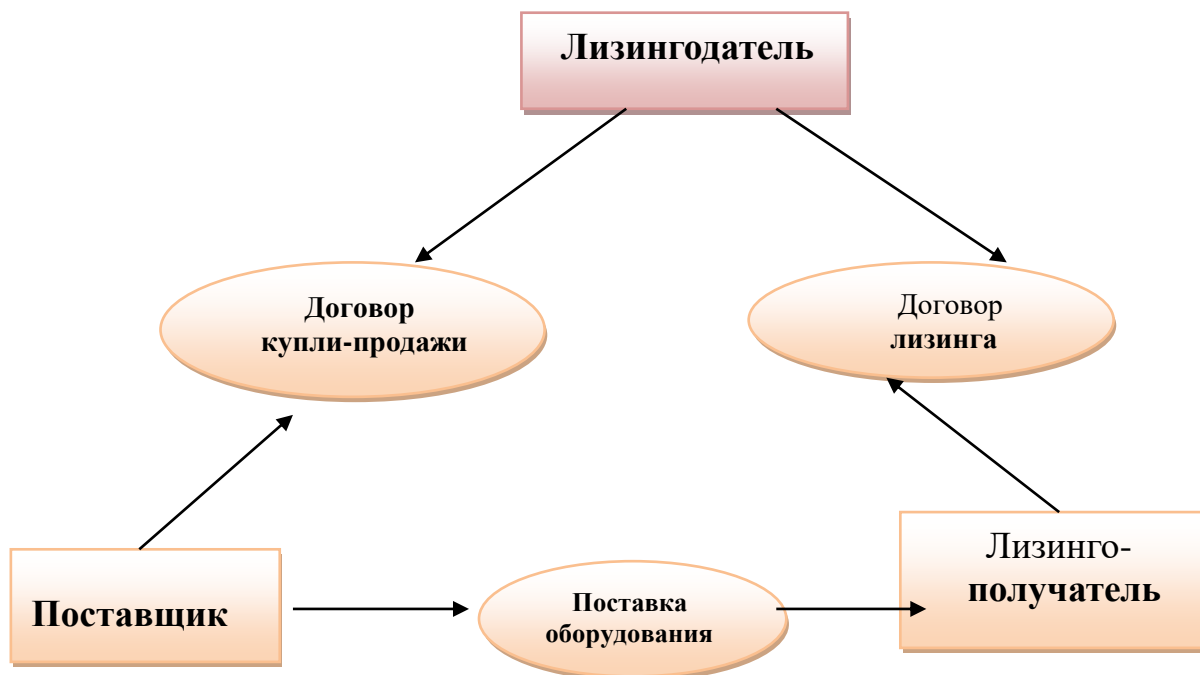 Лизингодатель
Договор
купли-продажи
Договор
лизинга
Поставщик
Поставка
оборудования
Лизинго-
получатель